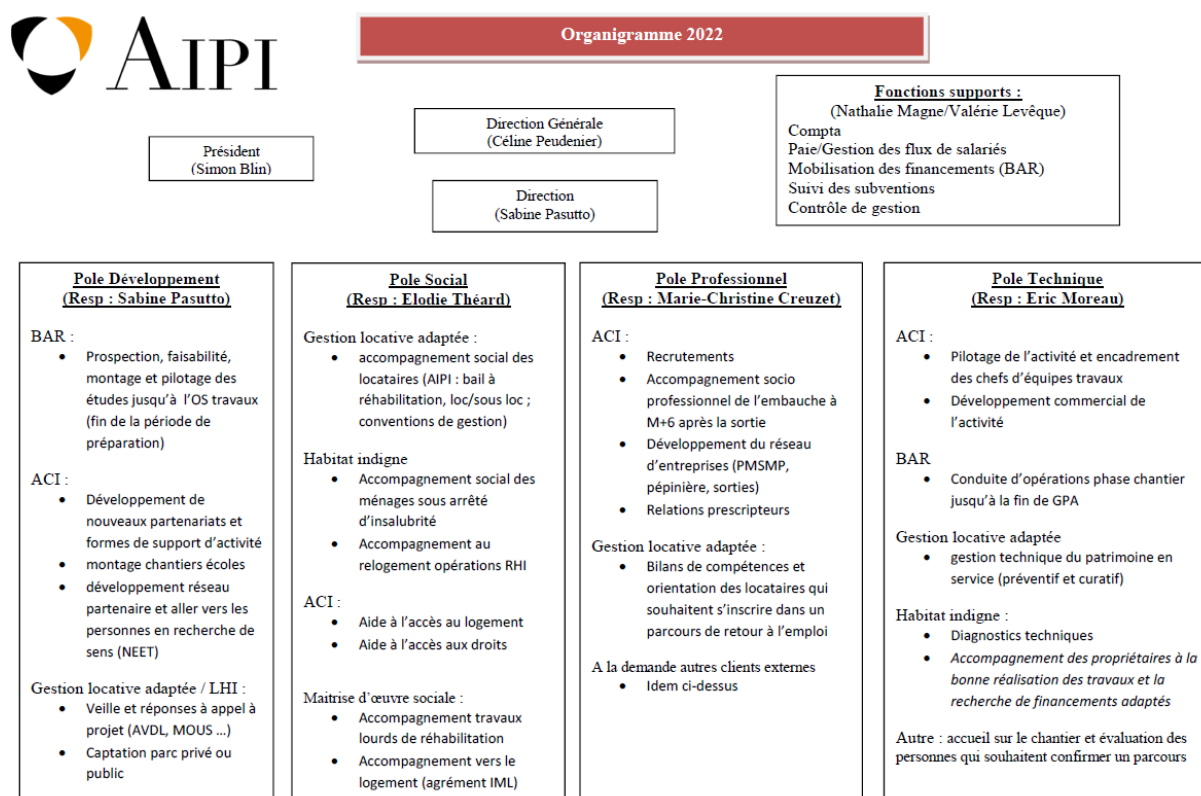 AIPI
Organigramme 2022
Président
(Simon Blin)
Direction Générale
(Céline Peudenier)
Direction
(Sabine Pasutto)
Fonctions supports :
(Nathalie Magne/Valérie Levêque)
Compta
Paie/Gestion des flux de salariés
Mobilisation des financements (BAR)
Suivi des subventions
Contrôle de gestion
Pole Développement
(Resp : Sabine Pasutto)
BAR :
• Prospection, faisabilité,
montage et pilotage des
études jusqu’à l’OS travaux
(fin de la période de
préparation)
ACI :
• Développement de
nouveaux partenariats et
formes de support d’activité
• montage chantiers écoles
• développement réseau
partenaire et aller vers les
personnes en recherche de
sens (NEET)
Gestion locative adaptée / LHI :
• Veille et réponses à appel à
projet (AVDL, MOUS …)
• Captation parc privé ou
public
Pole Social
(Resp : Elodie Théard)
Gestion locative adaptée :
• accompagnement social des
locataires (AIPI : bail à
réhabilitation, loc/sous loc ;
conventions de gestion)
Habitat indigne
• Accompagnement social des
ménages sous arrêté
d’insalubrité
• Accompagnement au
relogement opérations RHI
ACI :
• Aide à l’accès au logement
• Aide à l’accès aux droits
Maitrise d’œuvre sociale :
• Accompagnement travaux
lourds de réhabilitation
• Accompagnement vers le
logement (agrément IML)
Pole Professionnel
(Resp : Marie-Christine Creuzet)
ACI :
• Recrutements
• Accompagnement socio
professionnel de l’embauche à
M+6 après la sortie
• Développement du réseau
d’entreprises (PMSMP,
pépinière, sorties)
• Relations prescripteurs
Gestion locative adaptée :
• Bilans de compétences et
orientation des locataires qui
souhaitent s’inscrire dans un
parcours de retour à l’emploi
A la demande autres clients externes
• Idem ci-dessus
Pole Technique
(Resp : Eric Moreau)
ACI :
• Pilotage de l’activité et encadrement
des chefs d’équipes travaux
• Développement commercial de
l’activité
BAR
• Conduite d’opérations phase chantier
jusqu’à la fin de GPA
Gestion locative adaptée
• gestion technique du patrimoine en
service (préventif et curatif)
Habitat indigne :
• Diagnostics techniques
• Accompagnement des propriétaires à la
bonne réalisation des travaux et la
recherche de financements adaptés
Autre : accueil sur le chantier et évaluation des
personnes qui souhaitent confirmer un parcours